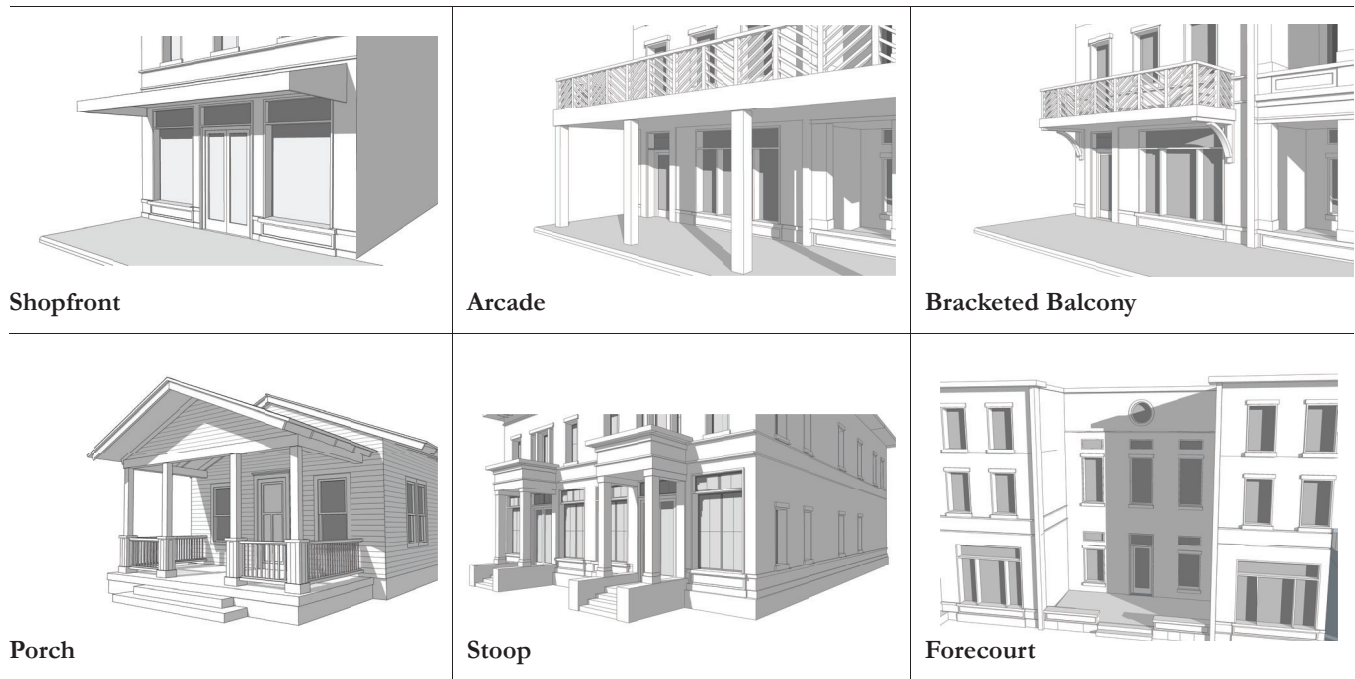 Shopfront
Arcade
Bracketed Balcony
Porch
Stoop
Forecourt